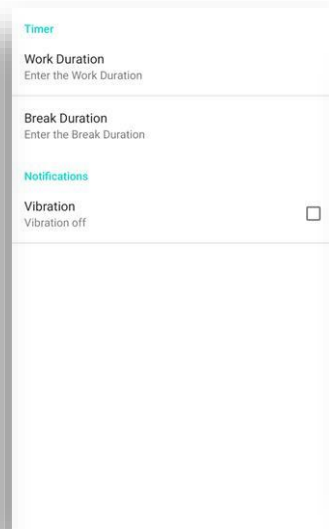 Timer
Work Duration
Enter the Work Duration
Break Duration
Enter the Break Duration
Notifications
Vibration
Vibration off